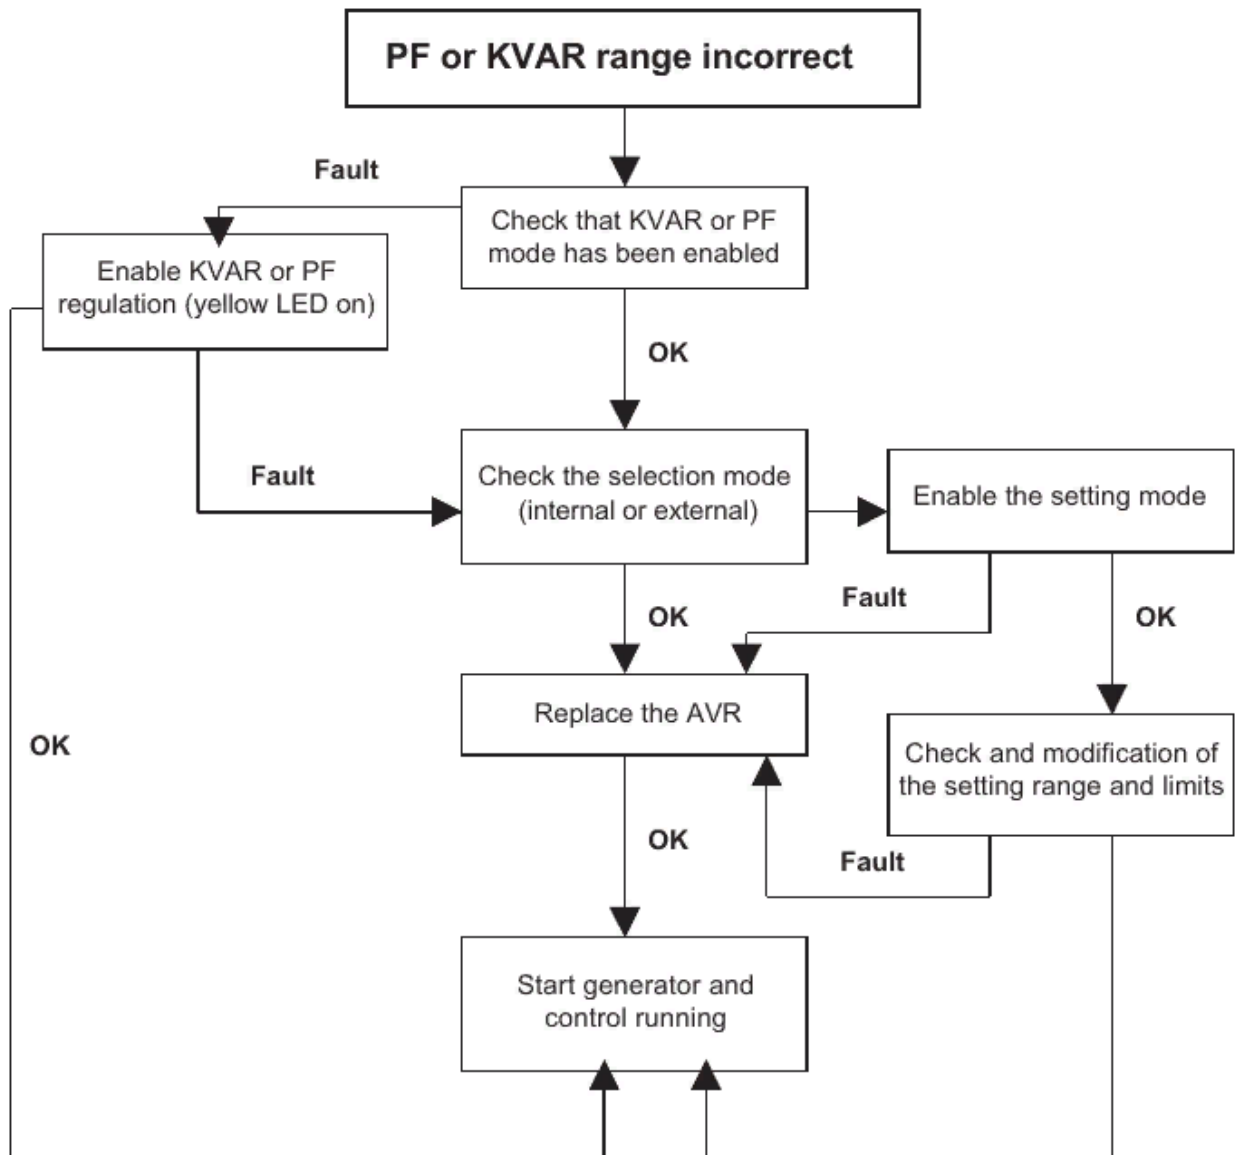 PF or KVAR range incorrect
Fault
Check that KVAR or PF
mode has been enabled
Enable KVAR or PF
regulation (yellow LED on)
OK
Fault
Check the selection mode
(internal or external)
Enable the setting mode
Fault
OK
OK
Replace the AVR
OK
Check and modification of
the setting range and limits
OK
Fault
Start generator and
control running